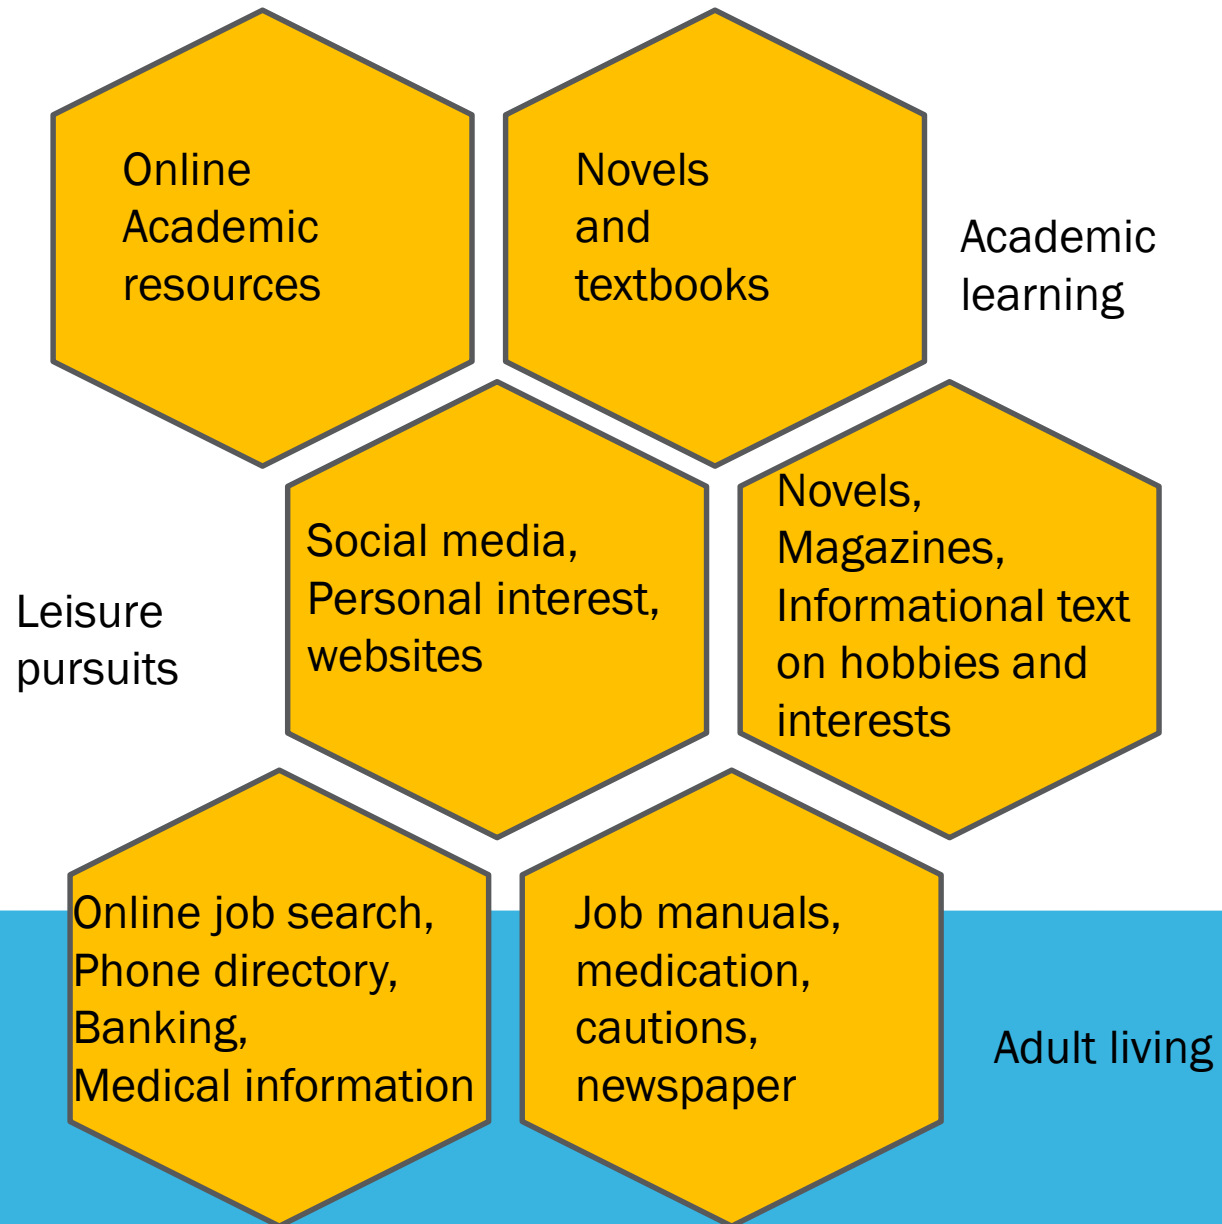 Online
Academic
resources
Novels
and
textbooks
Academic
learning
Leisure
pursuits
Social media,
Personal interest,
websites
Novels,
Magazines,
Informational text
on hobbies and
interests
Online job search,
Phone directory,
Banking,
Medical information
Job manuals,
medication,
cautions,
newspaper
Adult living